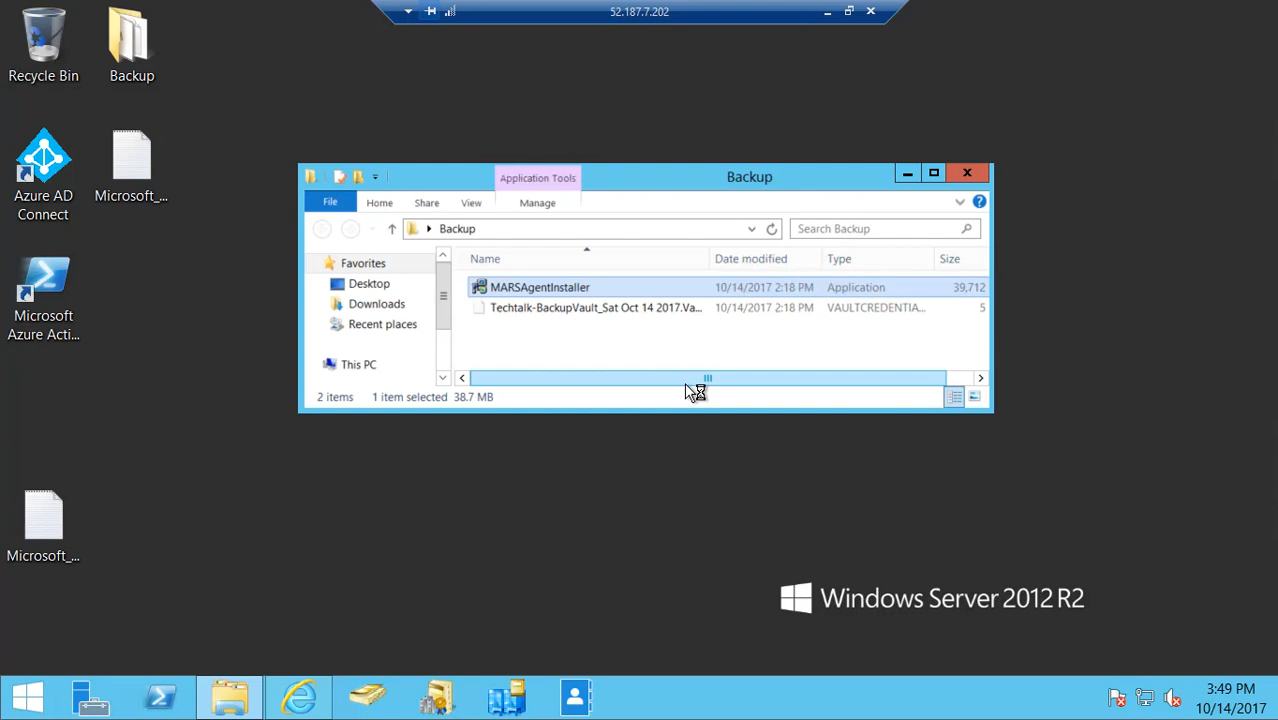 52.187.7.202
Recycle Bin
Backup
Azure AD
Connect
Microsoft_...
Microsoft
Azure Acti...
Microsoft_...
Application Tools
Backup
File
Home
Share
View
Manage
Backup
Search Backup
Favorites
Desktop
Downloads
Recent places
This PC
Name
Date modified
Type
Size
MARSAgentInstaller
10/14/2017 2:18 PM
Application
39,712
Techtalk-BackupVault_Sat Oct 14 2017.Va...
10/14/2017 2:18 PM
VAULTCREDENTIA...
5
2 items
1 item selected 38.7 MB
Windows Server 2012 R2
3:49 PM
10/14/2017